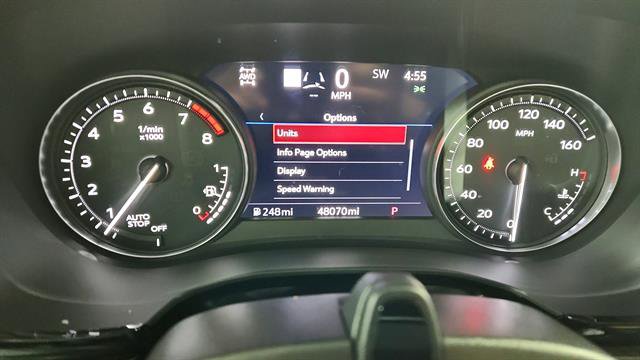 AWD 0 SW 4:55
MPH
Options
Units
Info Page Options
Display
Speed Warning
248mi 48070mi P
1 2 3 4 5 6 7 8
1/min
x1000
AUTO
STOP
OFF
1
0
0 20 40 60 80 100 120 140 160
MPH
H
C